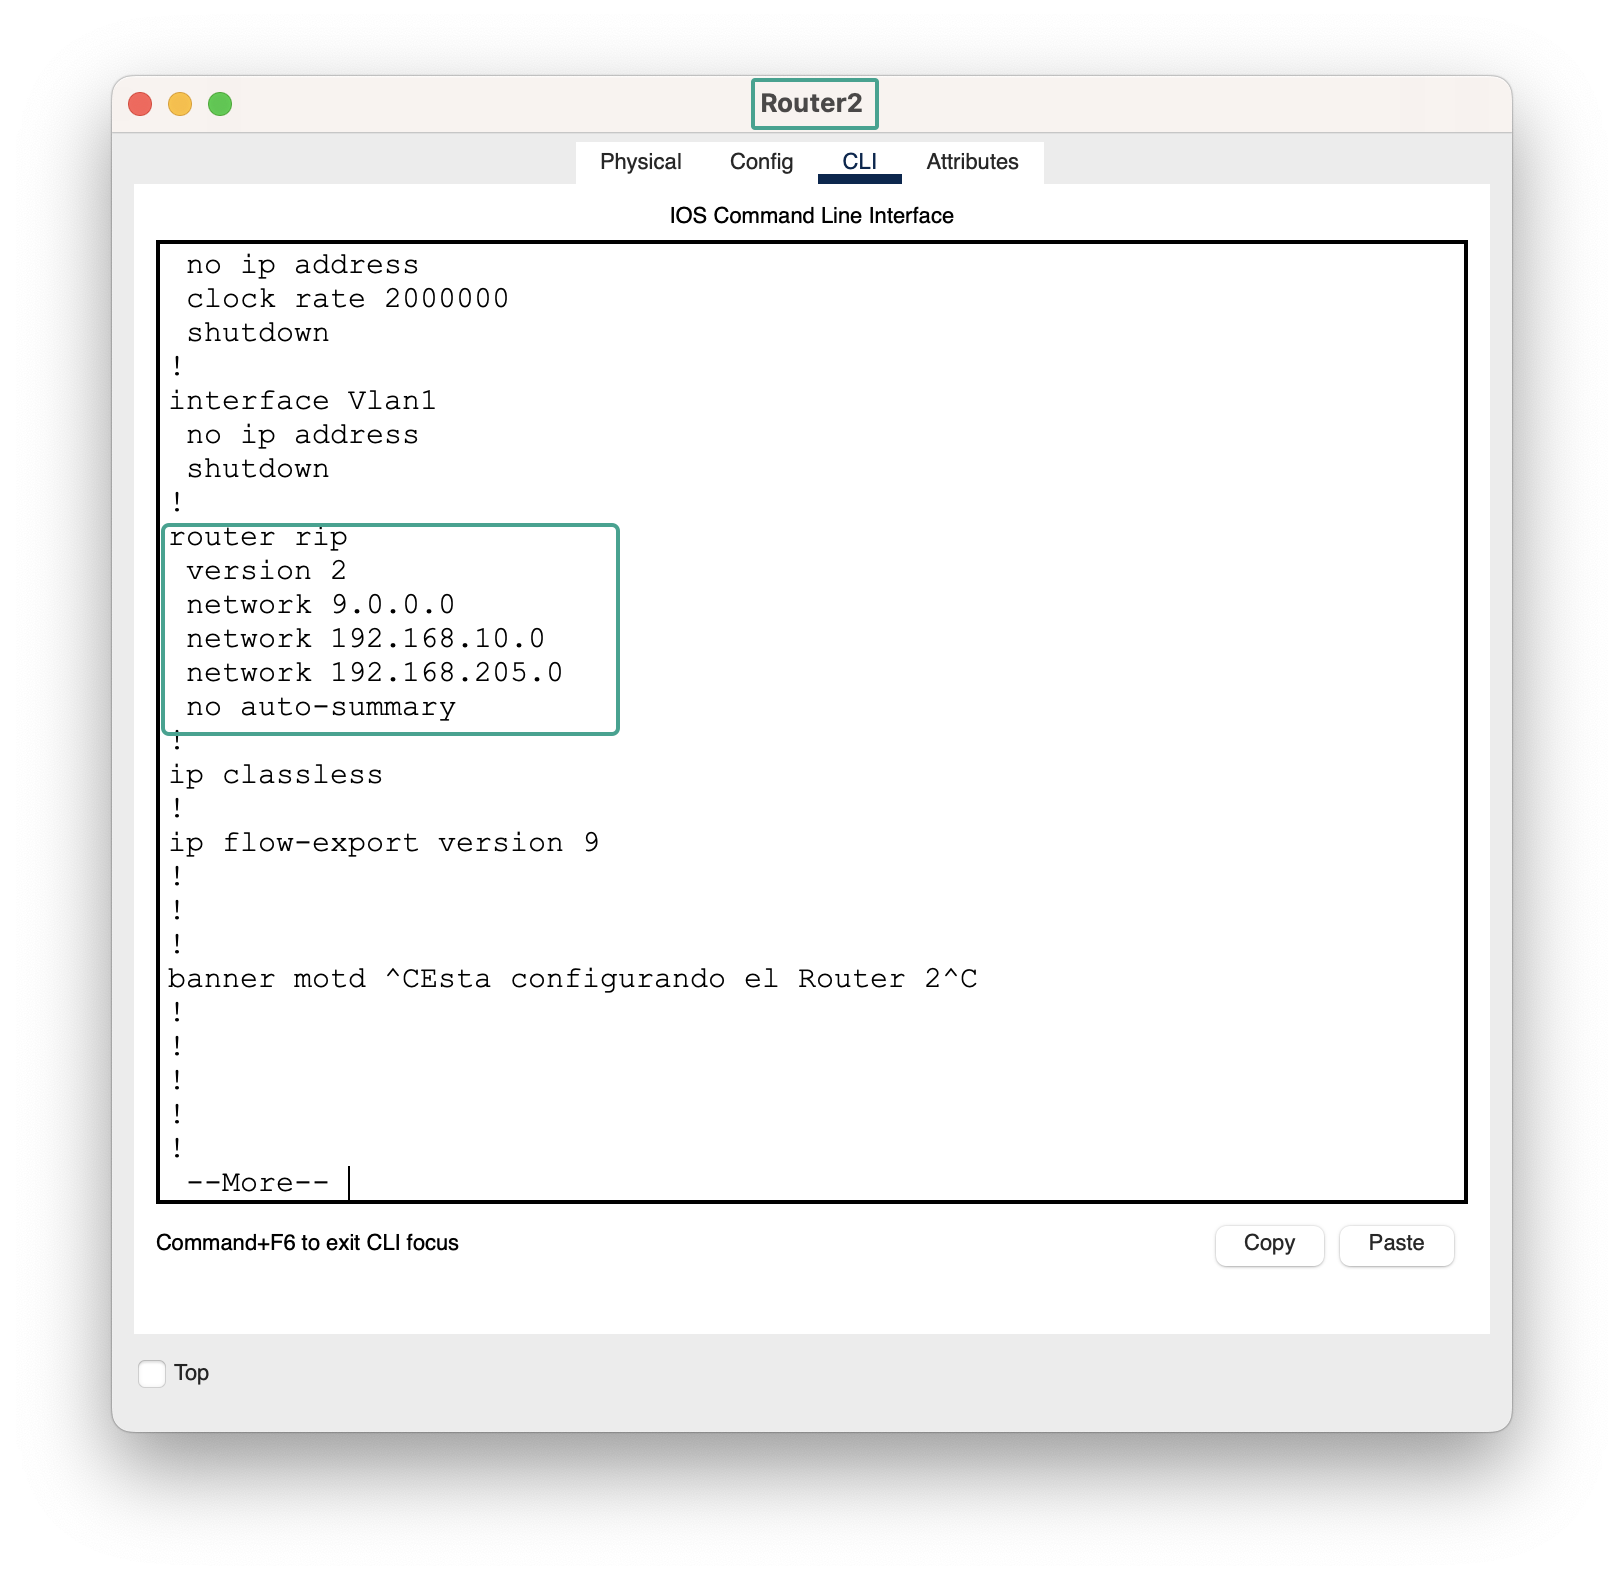 Router2
Physical Config CLI Attributes
IOS Command Line Interface
no ip address
clock rate 2000000
shutdown
!
interface Vlan1
no ip address
shutdown
!
router rip
version 2
network 9.0.0.0
network 192.168.10.0
network 192.168.205.0
no auto-summary
!
ip classless
!
ip flow-export version 9
!
!
!
banner motd ^CEsta configurando el Router 2^C
!
!
!
!
!
--More--
Command+F6 to exit CLI focus
Copy Paste
Top